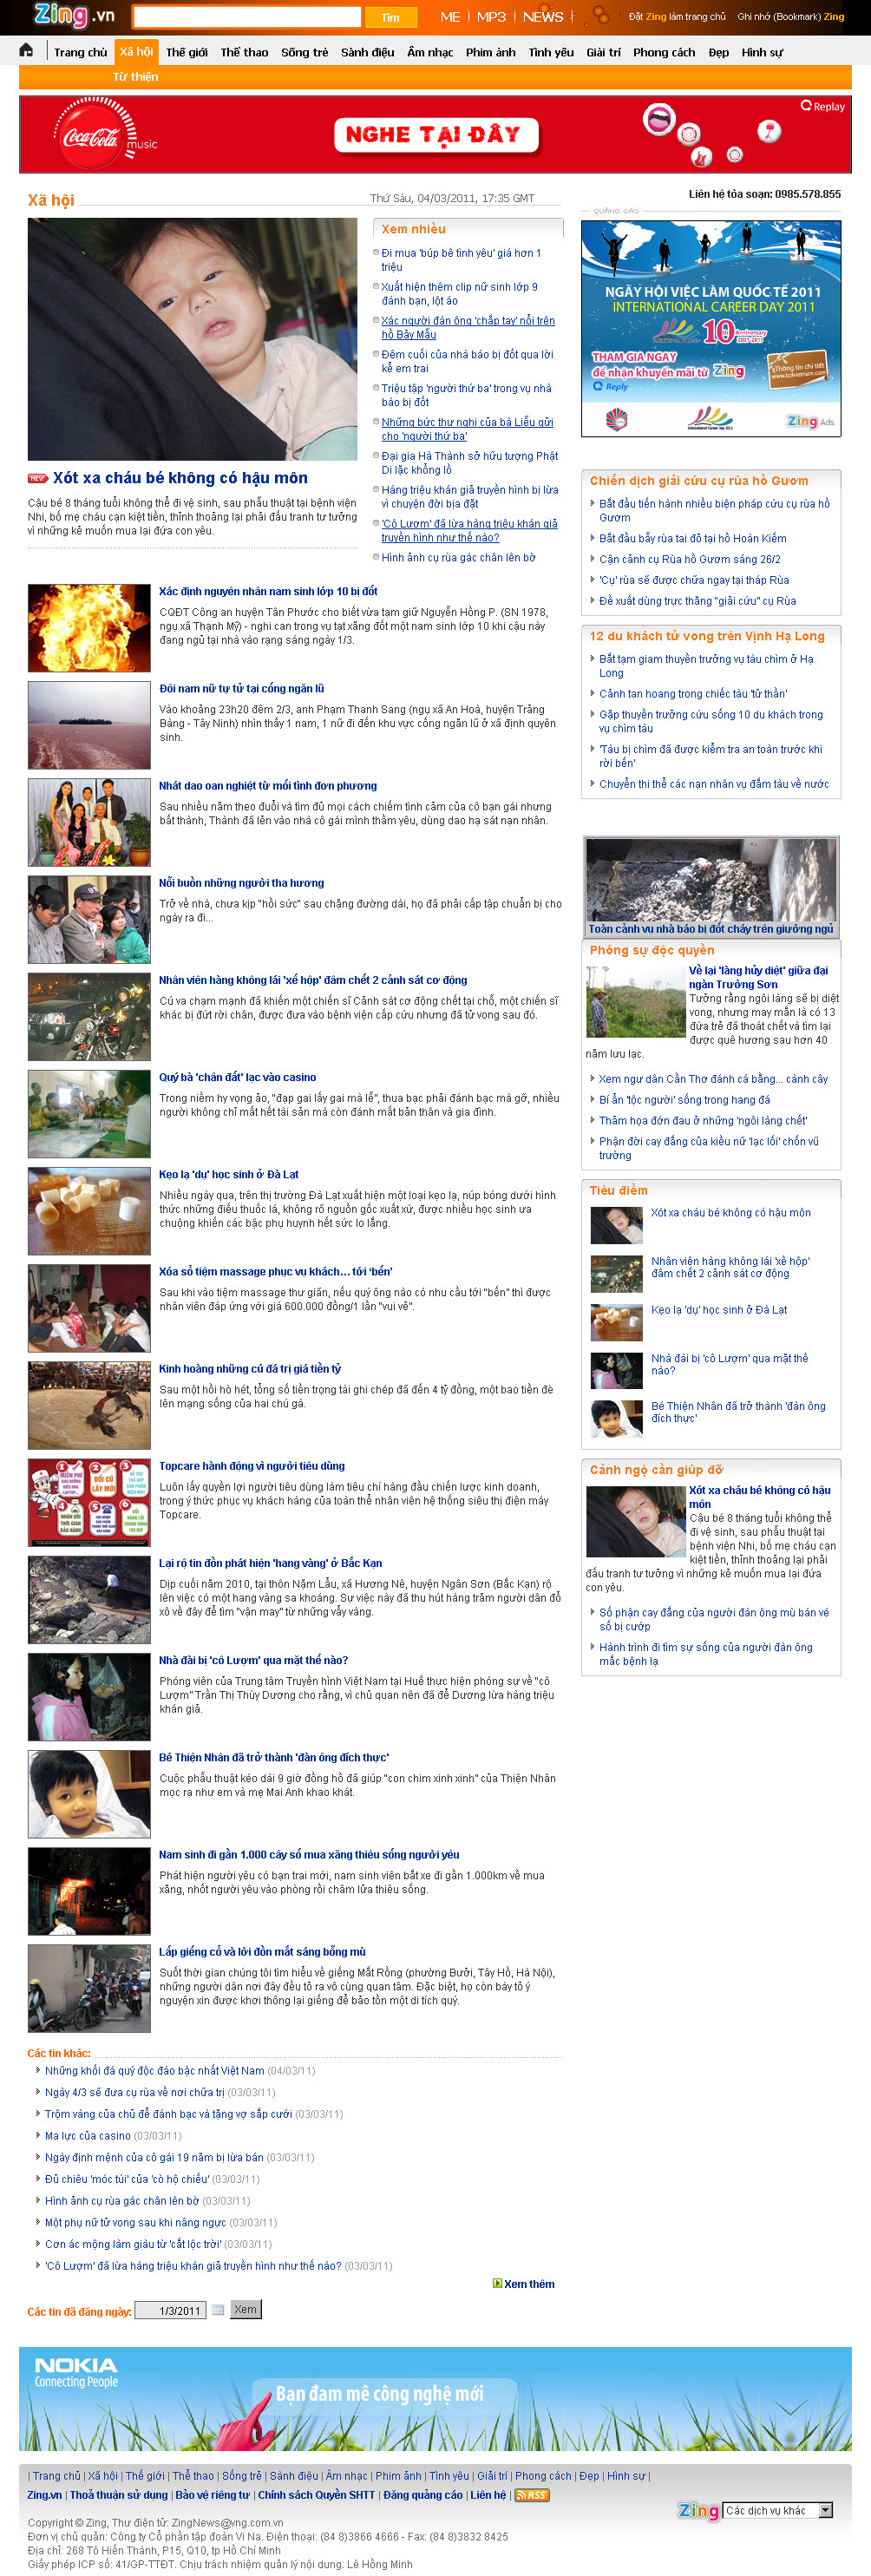 Zing.vn
Tìm
ME | MP3 | NEWS
Đặt Zing làm trang chủ Ghi nhớ (Bookmark) Zing
Trang chủ Xã hội Thế giới Thể thao Sống trẻ Sành điệu Âm nhạc Phim ảnh Tình yêu Giải trí Phong cách Đẹp Hình sự
Từ thiện
Coca-Cola music
NGHE TẠI ĐÂY
Replay
Xã hội
Thứ Sáu, 04/03/2011, 17:35 GMT
NEW Xót xa cháu bé không có hậu môn
Cậu bé 8 tháng tuổi không thể đi vệ sinh, sau phẫu thuật tại bệnh viện
Nhi, bố mẹ cháu cạn kiệt tiền, thỉnh thoảng lại phải đấu tranh tư tưởng
vì những kẻ muốn mua lại đứa con yêu.
Xem nhiều
Đi mua 'búp bê tình yêu' giá hơn 1
triệu
Xuất hiện thêm clip nữ sinh lớp 9
đánh bạn, lột áo
Xác người đàn ông 'chắp tay' nổi trên
hồ Bảy Mẫu
Đêm cuối của nhà báo bị đốt qua lời
kể em trai
Triệu tập 'người thứ ba' trong vụ nhà
báo bị đốt
Những bức thư nghi của bà Liễu gửi
cho 'người thứ ba'
Đại gia Hà Thành sở hữu tượng Phật
Di lặc khổng lồ
Hàng triệu khán giả truyền hình bị lừa
vì chuyện đời bịa đặt
'Cô Lượm' đã lừa hàng triệu khán giả
truyền hình như thế nào?
Hình ảnh cụ rùa gác chân lên bờ
Xác định nguyên nhân nam sinh lớp 10 bị đốt
CQĐT Công an huyện Tân Phước cho biết vừa tạm giữ Nguyễn Hồng P. (SN 1978,
ngụ xã Thạnh Mỹ) - nghi can trong vụ tạt xăng đốt một nam sinh lớp 10 khi cậu này
đang ngủ tại nhà vào rạng sáng ngày 1/3.
Đôi nam nữ tự tử tại cống ngăn lũ
Vào khoảng 23h20 đêm 2/3, anh Phạm Thanh Sang (ngụ xã An Hoà, huyện Trảng
Bàng - Tây Ninh) nhìn thấy 1 nam, 1 nữ đi đến khu vực cống ngăn lũ ở xã định quyên
sinh.
Nhát dao oan nghiệt từ mối tình đơn phương
Sau nhiều năm theo đuổi và tìm đủ mọi cách chiếm tình cảm của cô bạn gái nhưng
bất thành, Thành đã lẻn vào nhà cô gái mình thầm yêu, dùng dao hạ sát nạn nhân.
Nỗi buồn những người tha hương
Trở về nhà, chưa kịp "hồi sức" sau chặng đường dài, họ đã phải cấp tập chuẩn bị cho
ngày ra đi...
Nhân viên hàng không lái 'xế hộp' đâm chết 2 cảnh sát cơ động
Cú va chạm mạnh đã khiến một chiến sĩ Cảnh sát cơ động chết tại chỗ, một chiến sĩ
khác bị đứt rời chân, được đưa vào bệnh viện cấp cứu nhưng đã tử vong sau đó.
Quý bà 'chân đất' lạc vào casino
Trong niềm hy vọng ảo, "đạp gai lấy gai mà lễ", thua bạc phải đánh bạc mà gỡ, nhiều
người không chỉ mất hết tài sản mà còn đánh mất bản thân và gia đình.
Kẹo lạ 'dụ' học sinh ở Đà Lạt
Nhiều ngày qua, trên thị trường Đà Lạt xuất hiện một loại kẹo lạ, núp bóng dưới hình
thức những điếu thuốc lá, không rõ nguồn gốc xuất xứ, được nhiều học sinh ưa
chuộng khiến các bậc phụ huynh hết sức lo lắng.
Xóa sổ tiệm massage phục vụ khách... tới 'bến'
Sau khi vào tiệm massage thư giãn, nếu quý ông nào có nhu cầu tới "bến" thì được
nhân viên đáp ứng với giá 600.000 đồng/1 lần "vui vẻ".
Kinh hoàng những cú đá trị giá tiền tỷ
Sau một hồi hò hét, tổng số tiền trọng tài ghi chép đã đến 4 tỷ đồng, một bao tiền đè
lên mạng sống của hai chú gà.
Topcare hành động vì người tiêu dùng
Luôn lấy quyền lợi người tiêu dùng làm tiêu chí hàng đầu chiến lược kinh doanh,
trong ý thức phục vụ khách hàng của toàn thể nhân viên hệ thống siêu thị điện máy
Topcare.
Lại rộ tin đồn phát hiện 'hang vàng' ở Bắc Kạn
Dịp cuối năm 2010, tại thôn Nặm Lẩu, xã Hương Nê, huyện Ngân Sơn (Bắc Kạn) rộ
lên việc có một hang vàng sa khoáng. Sự việc này đã thu hút hàng trăm người dân đổ
xô về đây để tìm "vận may" từ những vảy vàng.
Nhà đài bị 'cô Lượm' qua mặt thế nào?
Phóng viên của Trung tâm Truyền hình Việt Nam tại Huế thực hiện phóng sự về "cô
Lượm" Trần Thị Thùy Dương cho rằng, vì chủ quan nên đã để Dương lừa hàng triệu
khán giả.
Bé Thiện Nhân đã trở thành 'đàn ông đích thực'
Cuộc phẫu thuật kéo dài 9 giờ đồng hồ đã giúp "con chim xinh xinh" của Thiện Nhân
mọc ra như em và mẹ Mai Anh khao khát.
Nam sinh đi gần 1.000 cây số mua xăng thiêu sống người yêu
Phát hiện người yêu có bạn trai mới, nam sinh viên bắt xe đi gần 1.000km về mua
xăng, nhốt người yêu vào phòng rồi châm lửa thiêu sống.
Lấp giếng cổ và lời đồn mắt sáng bỗng mù
Suốt thời gian chúng tôi tìm hiểu về giếng Mắt Rồng (phường Bưởi, Tây Hồ, Hà Nội),
những người dân nơi đây đều tỏ ra vô cùng quan tâm. Đặc biệt, họ còn bày tỏ ý
nguyện xin được khơi thông lại giếng để bảo tồn một di tích quý.
Các tin khác:
Những khối đá quý độc đáo bậc nhất Việt Nam (04/03/11)
Ngày 4/3 sẽ đưa cụ rùa về nơi chữa trị (03/03/11)
Trộm vàng của chủ để đánh bạc và tặng vợ sắp cưới (03/03/11)
Ma lực của casino (03/03/11)
Ngày định mệnh của cô gái 19 năm bị lừa bán (03/03/11)
Đủ chiêu 'móc túi' của 'cò hộ chiếu' (03/03/11)
Hình ảnh cụ rùa gác chân lên bờ (03/03/11)
Một phụ nữ tử vong sau khi nâng ngực (03/03/11)
Cơn ác mộng làm giàu từ 'cắt lộc trời' (03/03/11)
'Cô Lượm' đã lừa hàng triệu khán giả truyền hình như thế nào? (03/03/11)
Xem thêm
Các tin đã đăng ngày: 1/3/2011 Xem
Liên hệ tòa soạn: 0985.578.855
QUẢNG CÁO
NGÀY HỘI VIỆC LÀM QUỐC TẾ 2011
INTERNATIONAL CAREER DAY 2011
10th Anniversary
2001-2011
THAM GIA NGAY
để nhận khuyến mãi từ Zing
Thông tin chi tiết
www.icdvietnam.com
Reply
Zing Ads
Chiến dịch giải cứu cụ rùa hồ Gươm
Bắt đầu tiến hành nhiều biện pháp cứu cụ rùa hồ
Gươm
Bắt đầu bẫy rùa tai đỏ tại hồ Hoàn Kiếm
Cận cảnh cụ Rùa hồ Gươm sáng 26/2
'Cụ' rùa sẽ được chữa ngay tại tháp Rùa
Đề xuất dùng trực thăng "giải cứu" cụ Rùa
12 du khách tử vong trên Vịnh Hạ Long
Bắt tạm giam thuyền trưởng vụ tàu chìm ở Hạ
Long
Cảnh tan hoang trong chiếc tàu 'tử thần'
Gặp thuyền trưởng cứu sống 10 du khách trong
vụ chìm tàu
'Tàu bị chìm đã được kiểm tra an toàn trước khi
rời bến'
Chuyển thi thể các nạn nhân vụ đắm tàu về nước
Toàn cảnh vụ nhà báo bị đốt cháy trên giường ngủ
Phóng sự độc quyền
Về lại 'làng hủy diệt' giữa đại
ngàn Trường Sơn
Tưởng rằng ngôi làng sẽ bị diệt
vong, nhưng may mắn là có 13
đứa trẻ đã thoát chết và tìm lại
được quê hương sau hơn 40
năm lưu lạc.
Xem ngư dân Cần Thơ đánh cá bằng... cành cây
Bí ẩn 'tộc người' sống trong hang đá
Thảm họa đớn đau ở những 'ngôi làng chết'
Phận đời cay đắng của kiều nữ 'lạc lối' chốn vũ
trường
Tiêu điểm
Xót xa cháu bé không có hậu môn
Nhân viên hàng không lái 'xế hộp'
đâm chết 2 cảnh sát cơ động
Kẹo lạ 'dụ' học sinh ở Đà Lạt
Nhà đài bị 'cô Lượm' qua mặt thế
nào?
Bé Thiện Nhân đã trở thành 'đàn ông
đích thực'
Cảnh ngộ cần giúp đỡ
Xót xa cháu bé không có hậu
môn
Cậu bé 8 tháng tuổi không thể
đi vệ sinh, sau phẫu thuật tại
bệnh viện Nhi, bố mẹ cháu cạn
kiệt tiền, thỉnh thoảng lại phải
đấu tranh tư tưởng vì những kẻ muốn mua lại đứa
con yêu.
Số phận cay đắng của người đàn ông mù bán vé
số bị cướp
Hành trình đi tìm sự sống của người đàn ông
mắc bệnh lạ
NOKIA
Connecting People
Bạn đam mê công nghệ mới
| Trang chủ | Xã hội | Thế giới | Thể thao | Sống trẻ | Sành điệu | Âm nhạc | Phim ảnh | Tình yêu | Giải trí | Phong cách | Đẹp | Hình sự |
Zing.vn | Thoả thuận sử dụng | Bảo vệ riêng tư | Chính sách Quyền SHTT | Đăng quảng cáo | Liên hệ | RSS
Zing Các dịch vụ khác
Copyright © Zing, Thư điện tử: ZingNews@vng.com.vn
Đơn vị chủ quản: Công ty Cổ phần tập đoàn Vi Na. Điện thoại: (84 8)3866 4666 - Fax: (84 8)3832 8425
Địa chỉ: 268 Tô Hiến Thành, P15, Q10, tp Hồ Chí Minh
Giấy phép ICP số: 41/GP-TTĐT. Chịu trách nhiệm quản lý nội dung: Lê Hồng Minh